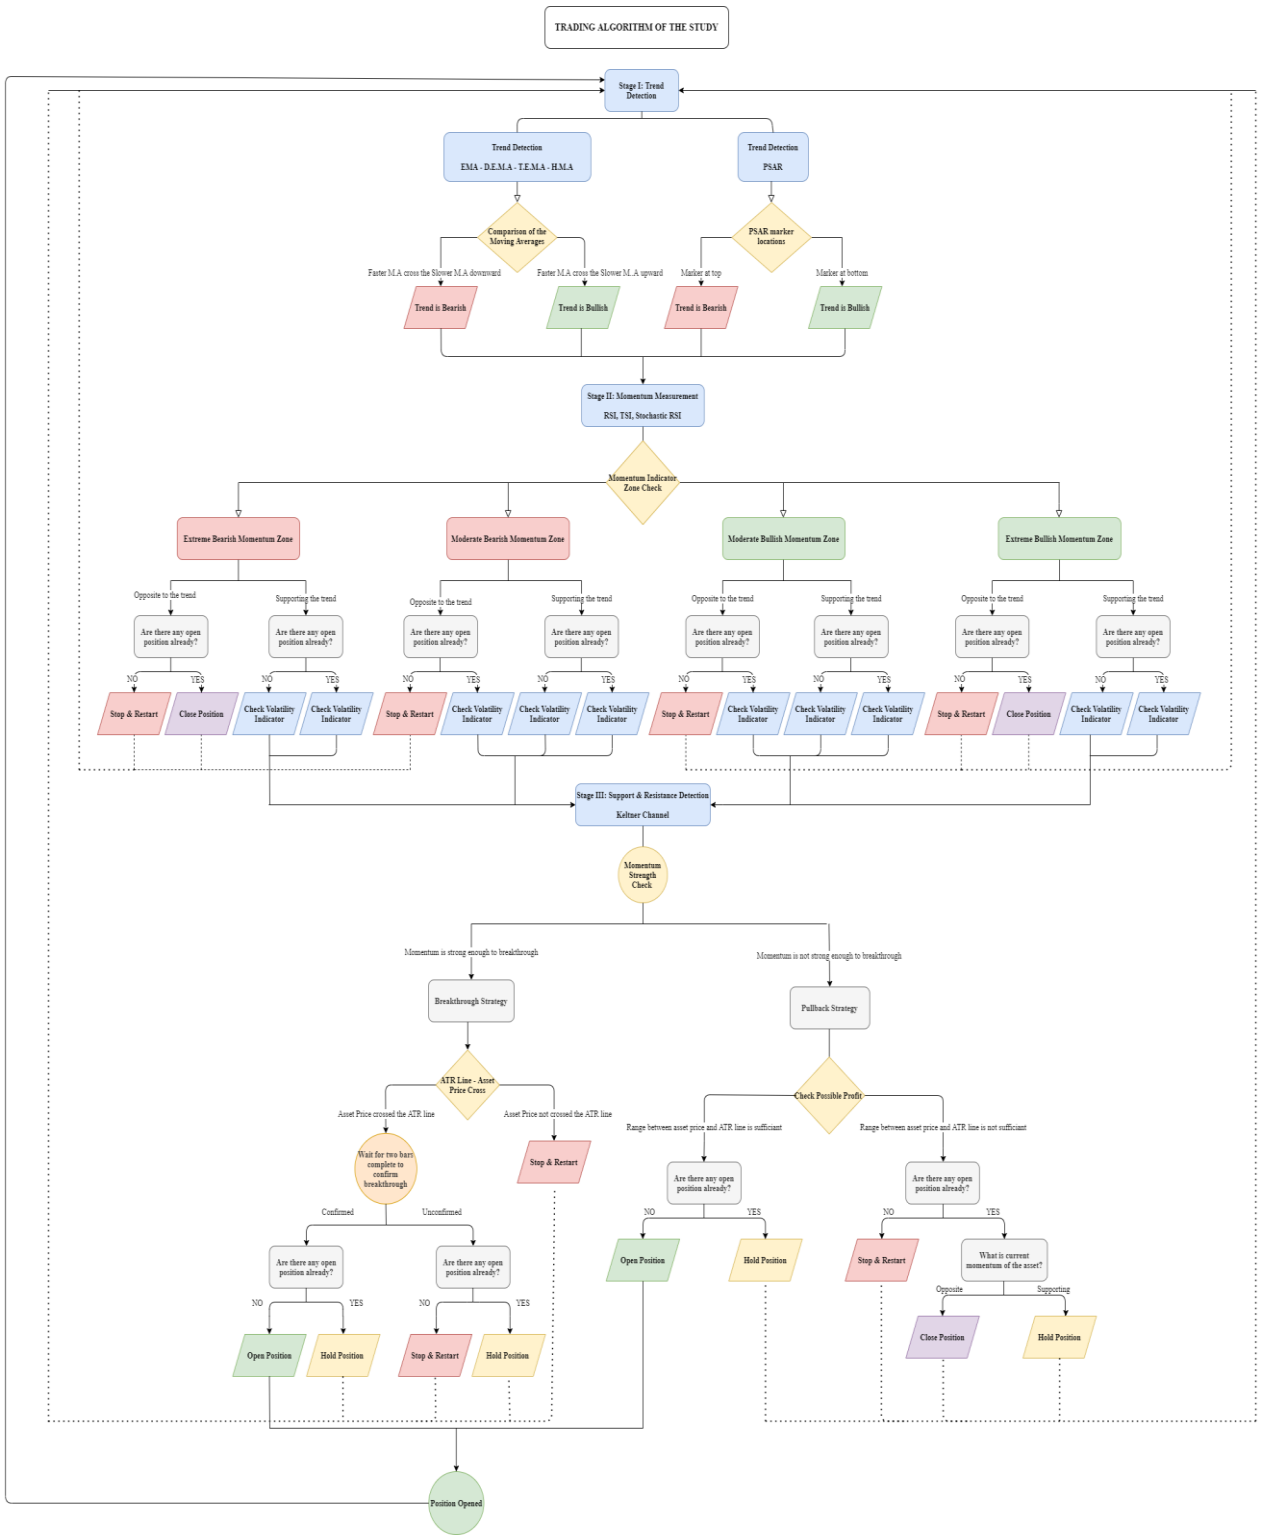 TRADING ALGORITHM OF THE STUDY
Stage I: Trend
Detection
Trend Detection
EMA - D.E.M.A - T.E.M.A - H.M.A
Trend Detection
PSAR
Comparison of the
Moving Averages
PSAR marker
locations
Faster M.A cross the Slower M.A downward
Faster M.A cross the Slower M..A upward
Marker at top
Marker at bottom
Trend is Bearish
Trend is Bullish
Trend is Bearish
Trend is Bullish
Stage II: Momentum Measurement
RSI, TSI, Stochastic RSI
Momentum Indicator
Zone Check
Extreme Bearish Momentum Zone
Moderate Bearish Momentum Zone
Moderate Bullish Momentum Zone
Extreme Bullish Momentum Zone
Opposite to the trend
Supporting the trend
Opposite to the trend
Supporting the trend
Opposite to the trend
Supporting the trend
Opposite to the trend
Supporting the trend
Are there any open
position already?
Are there any open
position already?
Are there any open
position already?
Are there any open
position already?
Are there any open
position already?
Are there any open
position already?
Are there any open
position already?
Are there any open
position already?
NO
YES
NO
YES
NO
YES
NO
YES
NO
YES
NO
YES
NO
YES
NO
YES
Stop & Restart
Close Position
Check Volatility
Indicator
Check Volatility
Indicator
Stop & Restart
Check Volatility
Indicator
Check Volatility
Indicator
Check Volatility
Indicator
Stop & Restart
Check Volatility
Indicator
Check Volatility
Indicator
Check Volatility
Indicator
Stop & Restart
Close Position
Check Volatility
Indicator
Check Volatility
Indicator
Stage III: Support & Resistance Detection
Keltner Channel
Momentum
Strength
Check
Momentum is strong enough to breakthrough
Momentum is not strong enough to breakthrough
Breakthrough Strategy
Pullback Strategy
ATR Line - Asset
Price Cross
Check Possible Profit
Asset Price crossed the ATR line
Asset Price not crossed the ATR line
Range between asset price and ATR line is sufficiant
Range between asset price and ATR line is not sufficiant
Wait for two bars
complete to
confirm
breakthrough
Stop & Restart
Are there any open
position already?
Are there any open
position already?
Confirmed
Unconfirmed
NO
YES
NO
YES
Are there any open
position already?
Are there any open
position already?
Open Position
Hold Position
Stop & Restart
What is current
momentum of the asset?
NO
YES
NO
YES
Opposite
Supporting
Open Position
Hold Position
Stop & Restart
Hold Position
Close Position
Hold Position
Position Opened